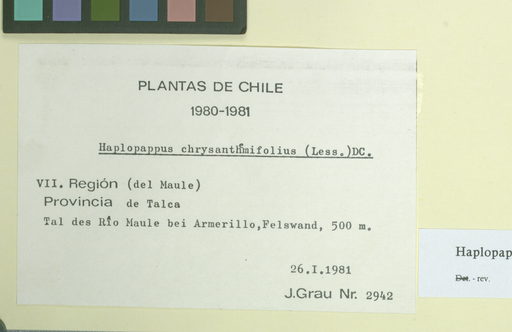 PLANTAS DE CHILE
1980-1981
Haplopappus chrysanthmifolius (Less.)DC.
VII. Región (del Maule)
Provincia de Talca
Tal des Río Maule bei Armerillo,Felswand, 500 m.
26.I.1981
J.Grau Nr. 2942
Haplopap
Det. - rev.